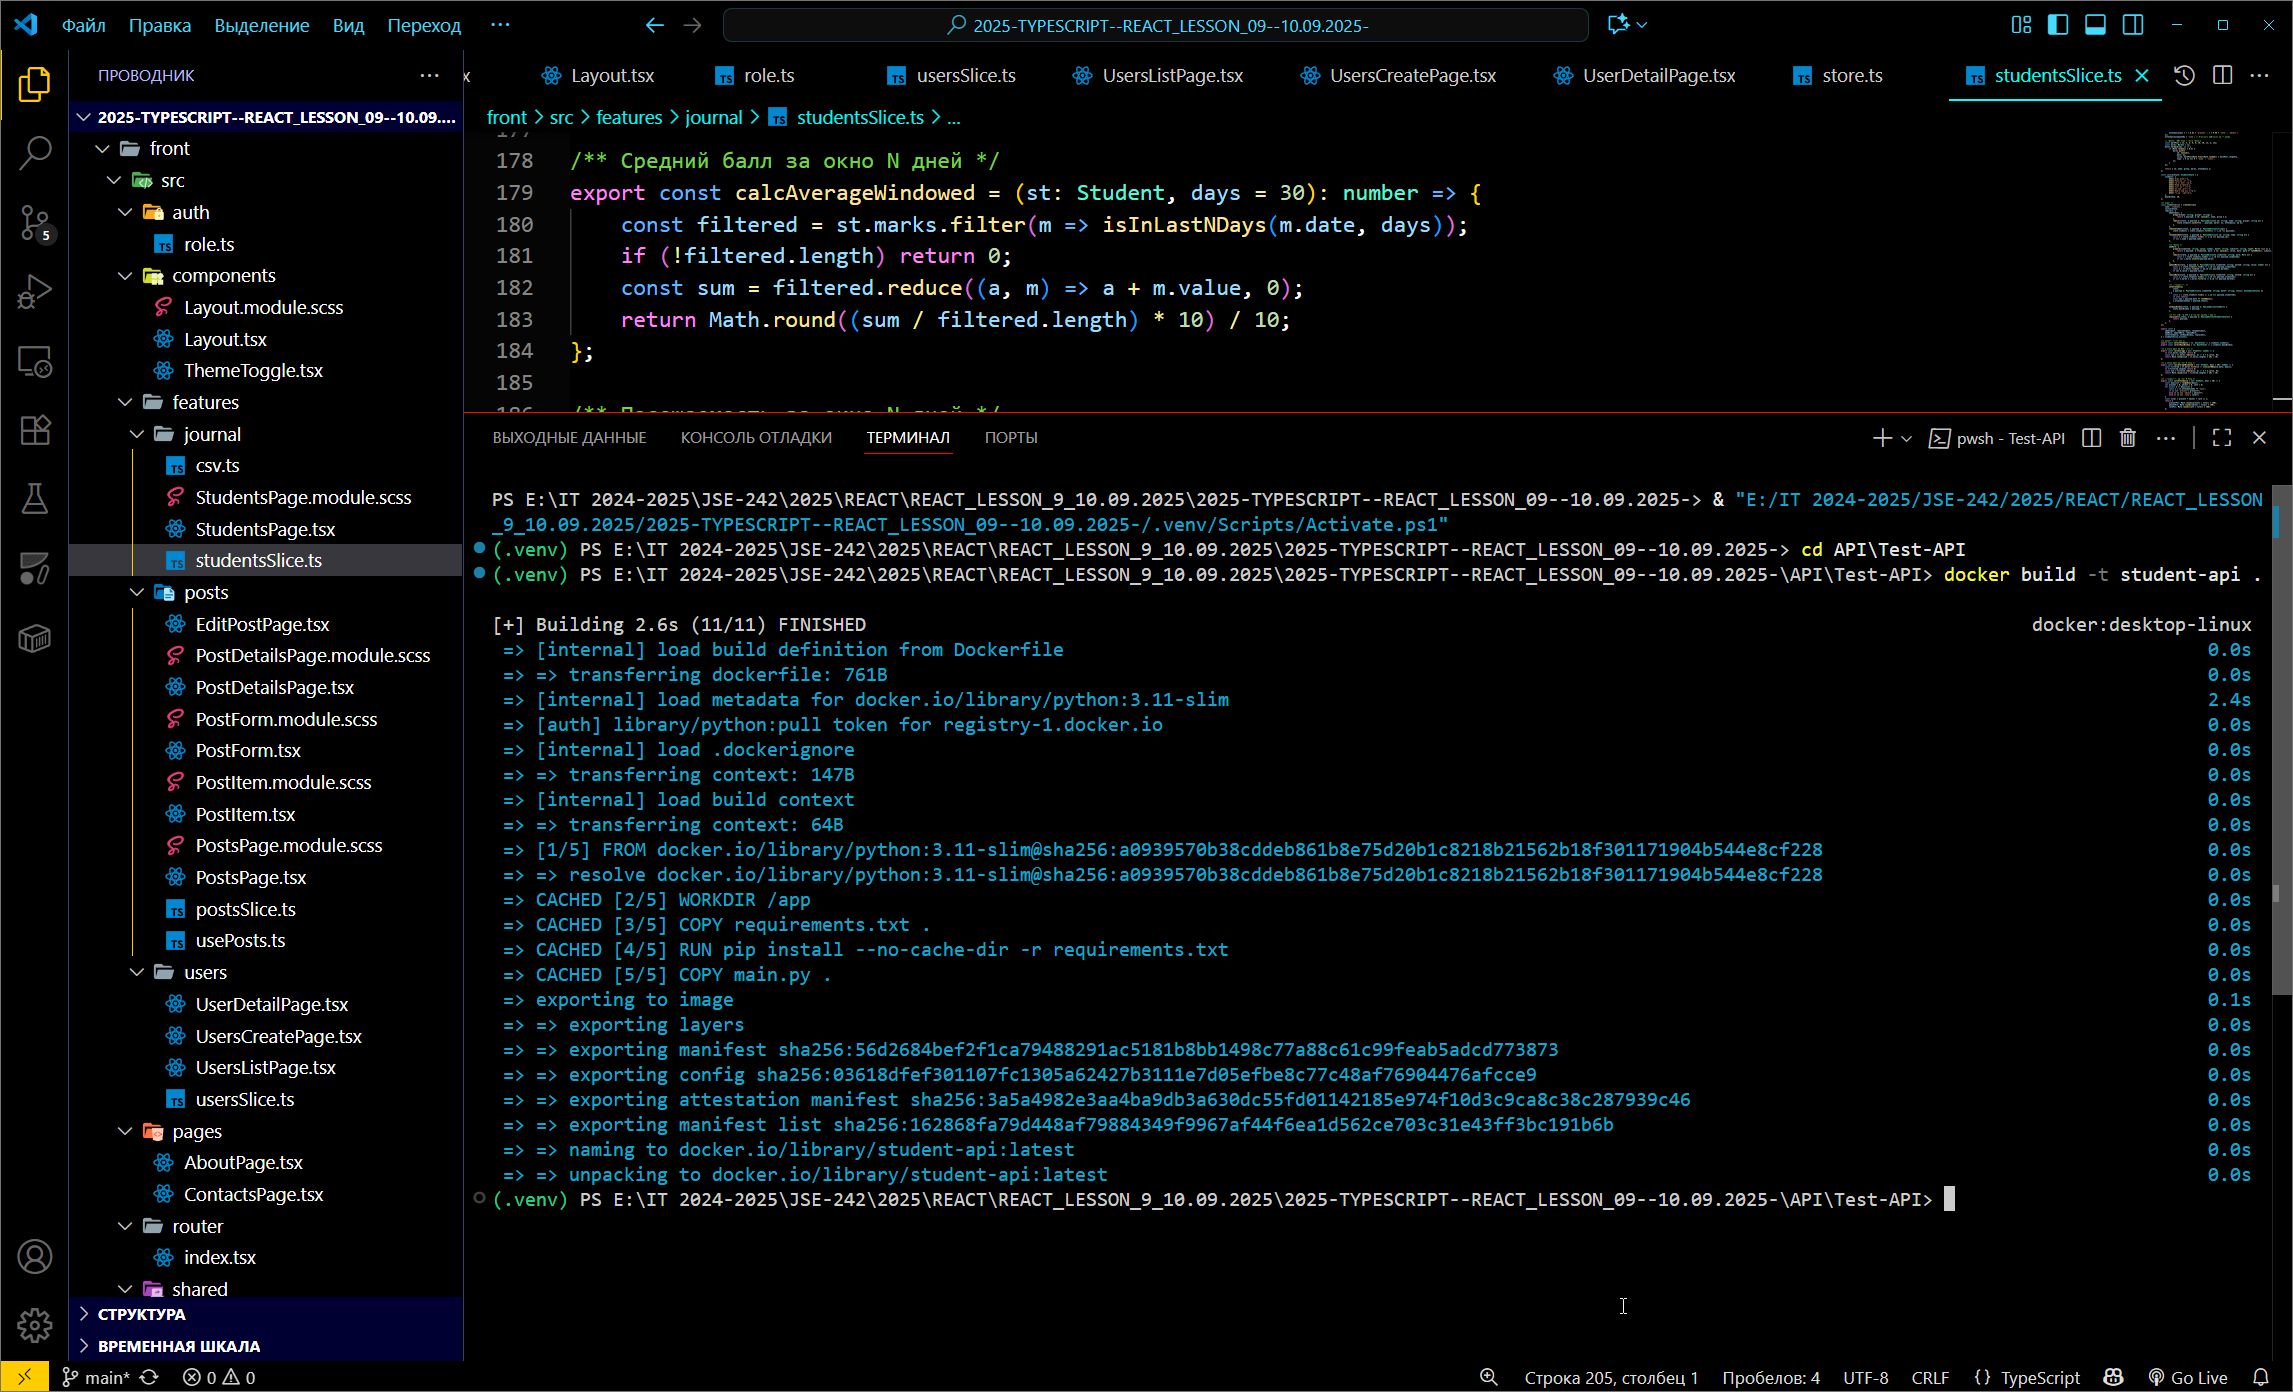 Файл Правка Выделение Вид Переход ···
2025-TYPESCRIPT--REACT_LESSON_09--10.09.2025-
ПРОВОДНИК
2025-TYPESCRIPT--REACT_LESSON_09--10.09....
front
src
auth
role.ts
components
Layout.module.scss
Layout.tsx
ThemeToggle.tsx
features
journal
csv.ts
StudentsPage.module.scss
StudentsPage.tsx
studentsSlice.ts
posts
EditPostPage.tsx
PostDetailsPage.module.scss
PostDetailsPage.tsx
PostForm.module.scss
PostForm.tsx
PostItem.module.scss
PostItem.tsx
PostsPage.module.scss
PostsPage.tsx
postsSlice.ts
usePosts.ts
users
UserDetailPage.tsx
UsersCreatePage.tsx
UsersListPage.tsx
usersSlice.ts
pages
AboutPage.tsx
ContactsPage.tsx
router
index.tsx
shared
СТРУКТУРА
ВРЕМЕННАЯ ШКАЛА
5
x Layout.tsx role.ts usersSlice.ts UsersListPage.tsx UsersCreatePage.tsx UserDetailPage.tsx store.ts studentsSlice.ts
front > src > features > journal > studentsSlice.ts > ...
177
178 /** Средний балл за окно N дней */
179 export const calcAverageWindowed = (st: Student, days = 30): number => {
180 const filtered = st.marks.filter(m => isInLastNDays(m.date, days));
181 if (!filtered.length) return 0;
182 const sum = filtered.reduce((a, m) => a + m.value, 0);
183 return Math.round((sum / filtered.length) * 10) / 10;
184 };
185
186 /** Посещаемость за окно N дней */
ВЫХОДНЫЕ ДАННЫЕ КОНСОЛЬ ОТЛАДКИ ТЕРМИНАЛ ПОРТЫ
pwsh - Test-API
PS E:\IT 2024-2025\JSE-242\2025\REACT\REACT_LESSON_9_10.09.2025\2025-TYPESCRIPT--REACT_LESSON_09--10.09.2025-> & "E:/IT 2024-2025/JSE-242/2025/REACT/REACT_LESSON
_9_10.09.2025/2025-TYPESCRIPT--REACT_LESSON_09--10.09.2025-/.venv/Scripts/Activate.ps1"
(.venv) PS E:\IT 2024-2025\JSE-242\2025\REACT\REACT_LESSON_9_10.09.2025\2025-TYPESCRIPT--REACT_LESSON_09--10.09.2025-> cd API\Test-API
(.venv) PS E:\IT 2024-2025\JSE-242\2025\REACT\REACT_LESSON_9_10.09.2025\2025-TYPESCRIPT--REACT_LESSON_09--10.09.2025-\API\Test-API> docker build -t student-api .
[+] Building 2.6s (11/11) FINISHED docker:desktop-linux
=> [internal] load build definition from Dockerfile 0.0s
=> => transferring dockerfile: 761B 0.0s
=> [internal] load metadata for docker.io/library/python:3.11-slim 2.4s
=> [auth] library/python:pull token for registry-1.docker.io 0.0s
=> [internal] load .dockerignore 0.0s
=> => transferring context: 147B 0.0s
=> [internal] load build context 0.0s
=> => transferring context: 64B 0.0s
=> [1/5] FROM docker.io/library/python:3.11-slim@sha256:a0939570b38cddeb861b8e75d20b1c8218b21562b18f301171904b544e8cf228 0.0s
=> => resolve docker.io/library/python:3.11-slim@sha256:a0939570b38cddeb861b8e75d20b1c8218b21562b18f301171904b544e8cf228 0.0s
=> CACHED [2/5] WORKDIR /app 0.0s
=> CACHED [3/5] COPY requirements.txt . 0.0s
=> CACHED [4/5] RUN pip install --no-cache-dir -r requirements.txt 0.0s
=> CACHED [5/5] COPY main.py . 0.0s
=> exporting to image 0.1s
=> => exporting layers 0.0s
=> => exporting manifest sha256:56d2684bef2f1ca79488291ac5181b8bb1498c77a88c61c99feab5adcd773873 0.0s
=> => exporting config sha256:03618dfef301107fc1305a62427b3111e7d05efbe8c77c48af76904476afcce9 0.0s
=> => exporting attestation manifest sha256:3a5a4982e3aa4ba9db3a630dc55fd01142185e974f10d3c9ca8c38c287939c46 0.0s
=> => exporting manifest list sha256:162868fa79d448af79884349f9967af44f6ea1d562ce703c31e43ff3bc191b6b 0.0s
=> => naming to docker.io/library/student-api:latest 0.0s
=> => unpacking to docker.io/library/student-api:latest 0.0s
(.venv) PS E:\IT 2024-2025\JSE-242\2025\REACT\REACT_LESSON_9_10.09.2025\2025-TYPESCRIPT--REACT_LESSON_09--10.09.2025-\API\Test-API>
main* 0 0 Строка 205, столбец 1 Пробелов: 4 UTF-8 CRLF {} TypeScript Go Live